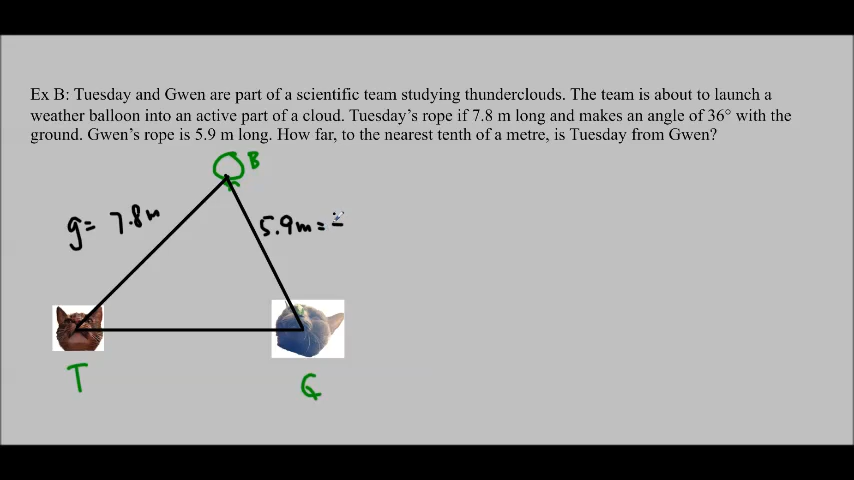 Ex B: Tuesday and Gwen are part of a scientific team studying thunderclouds. The team is about to launch a
weather balloon into an active part of a cloud. Tuesday's rope if 7.8 m long and makes an angle of 36° with the
ground. Gwen's rope is 5.9 m long. How far, to the nearest tenth of a metre, is Tuesday from Gwen?
B
g= 7.8m
5.9m =
T
G